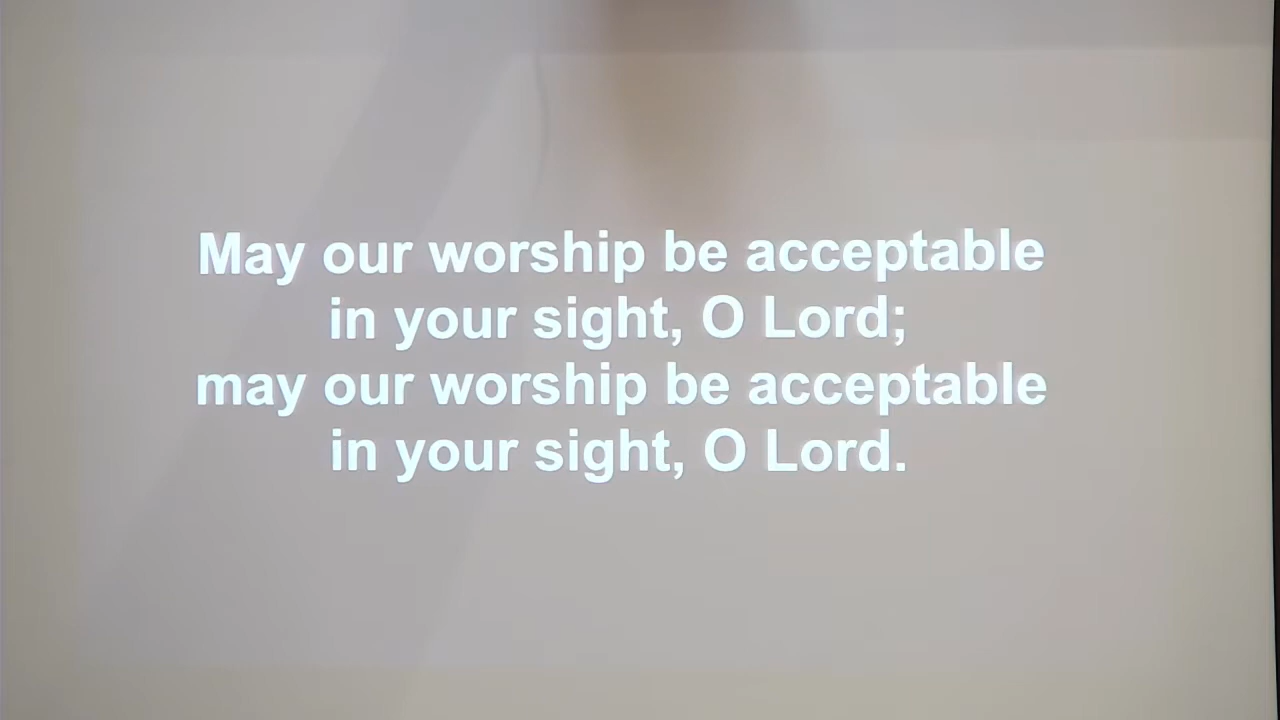 May our worship be acceptable
in your sight, O Lord;
may our worship be acceptable
in your sight, O Lord.